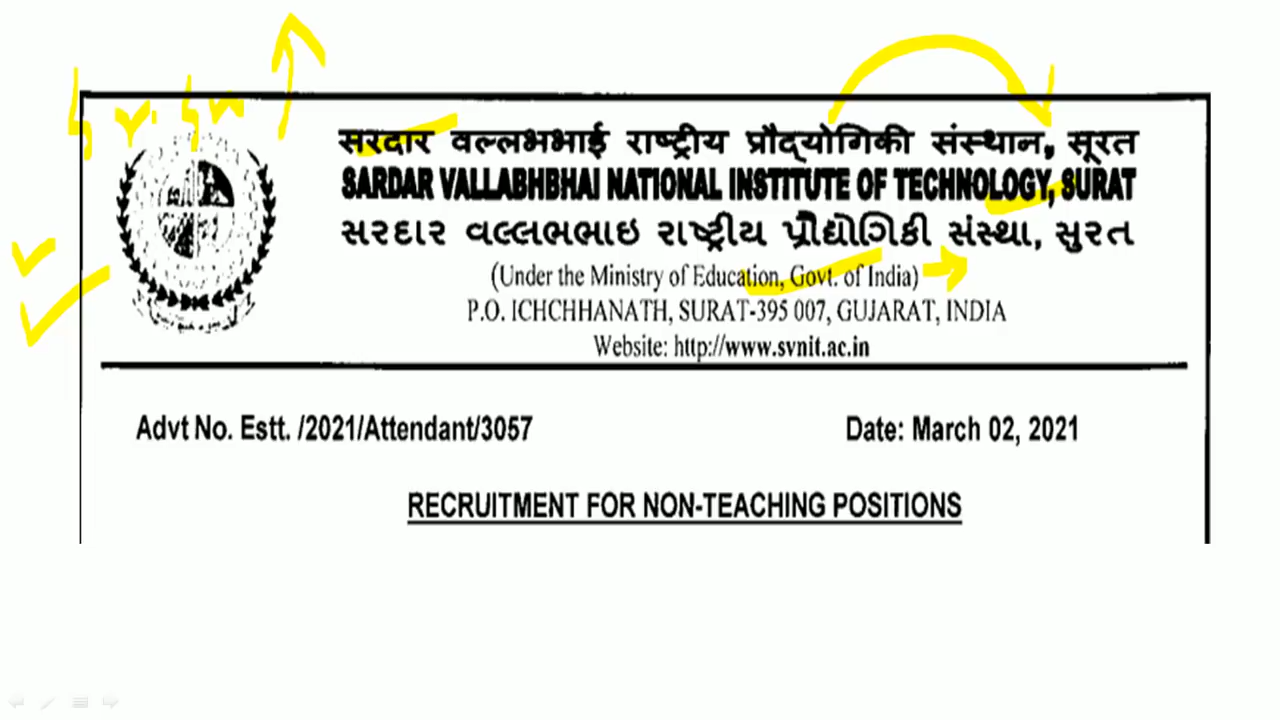 सरदार वल्लभभाई राष्ट्रीय प्रौद्योगिकी संस्थान, सूरत
SARDAR VALLABHBHAI NATIONAL INSTITUTE OF TECHNOLOGY, SURAT
સરદાર વલ્લભભાઇ રાષ્ટ્રીય પ્રૌદ્યોગિકી સંસ્થા, સુરત
(Under the Ministry of Education, Govt. of India)
P.O. ICHCHHANATH, SURAT-395 007, GUJARAT, INDIA
Website: http://www.svnit.ac.in
Advt No. Estt. /2021/Attendant/3057 Date: March 02, 2021
RECRUITMENT FOR NON-TEACHING POSITIONS